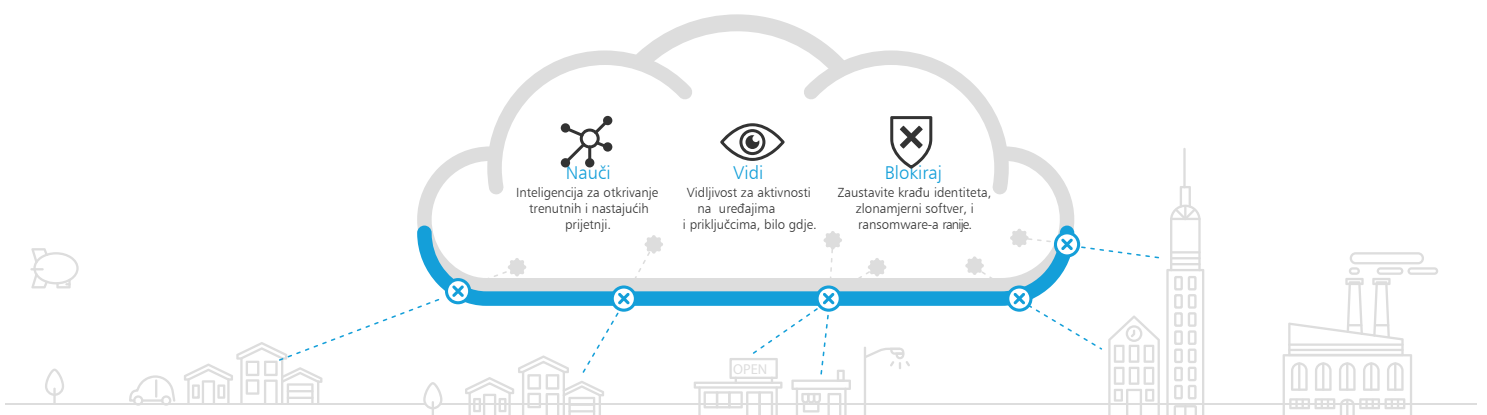 Nauči
Inteligencija za otkrivanje
trenutnih i nastajućih
prijetnji.
Vidi
Vidljivost za aktivnosti
na uređajima
i priključcima, bilo gdje.
Blokiraj
Zaustavite krađu identiteta,
zlonamjerni softver, i
ransomware-a ranije.
OPEN